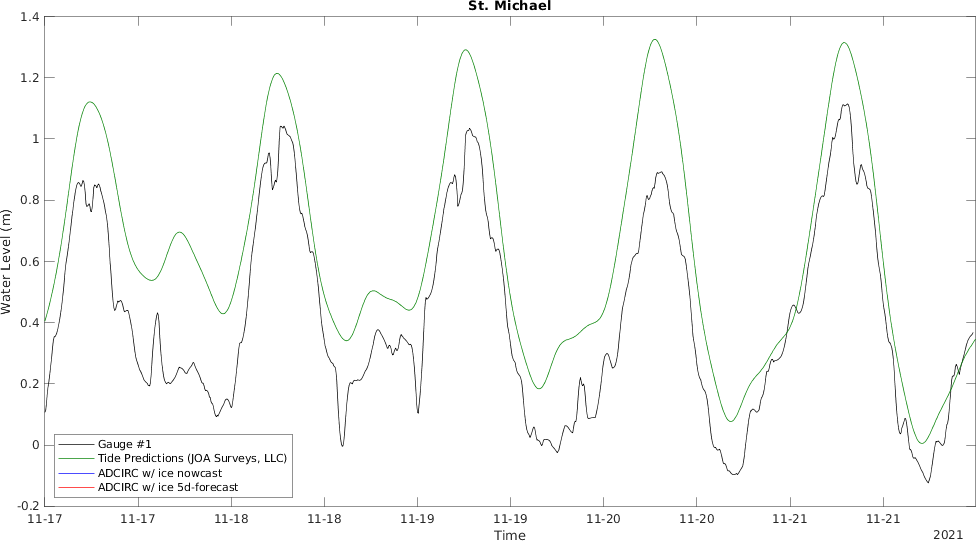 St. Michael
1.4
1.2
1
0.8
0.6
0.4
0.2
0
-0.2
Water Level (m)
Gauge #1
Tide Predictions (JOA Surveys, LLC)
ADCIRC w/ ice nowcast
ADCIRC w/ ice 5d-forecast
11-17 11-17 11-18 11-18 11-19 11-19 11-20 11-20 11-21 11-21
Time
2021